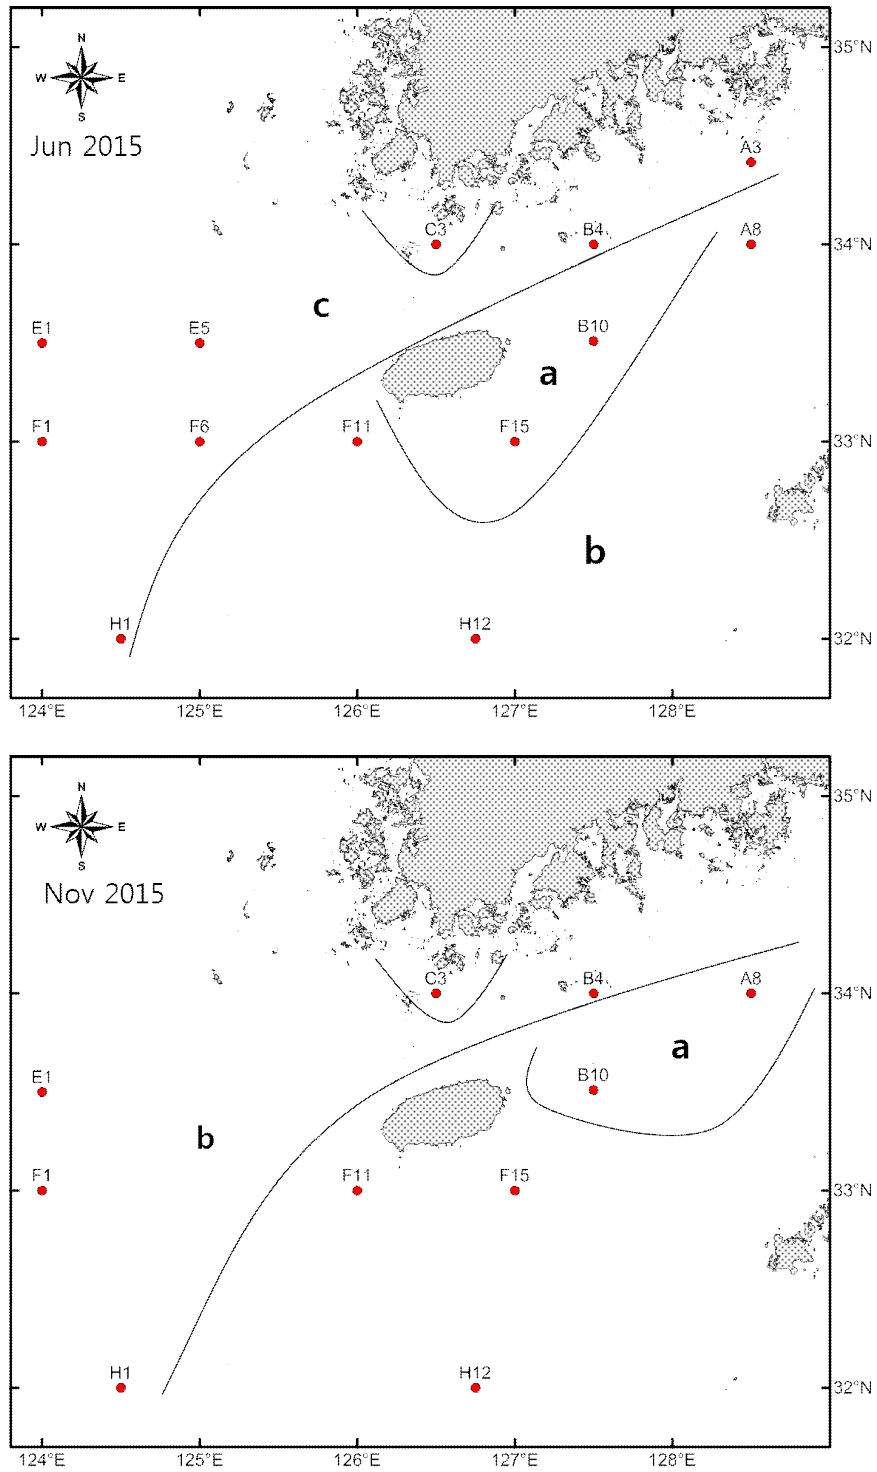 N
W E
S
Jun 2015
35°N
A3
C3 B4 A8
34°N
c
E1 E5 B10
a
F1 F6 F11 F15
33°N
b
H1 H12
32°N
124°E 125°E 126°E 127°E 128°E
N
W E
S
Nov 2015
35°N
C3 B4 A8
34°N
a
E1 B10
b
F1 F11 F15
33°N
H1 H12
32°N
124°E 125°E 126°E 127°E 128°E